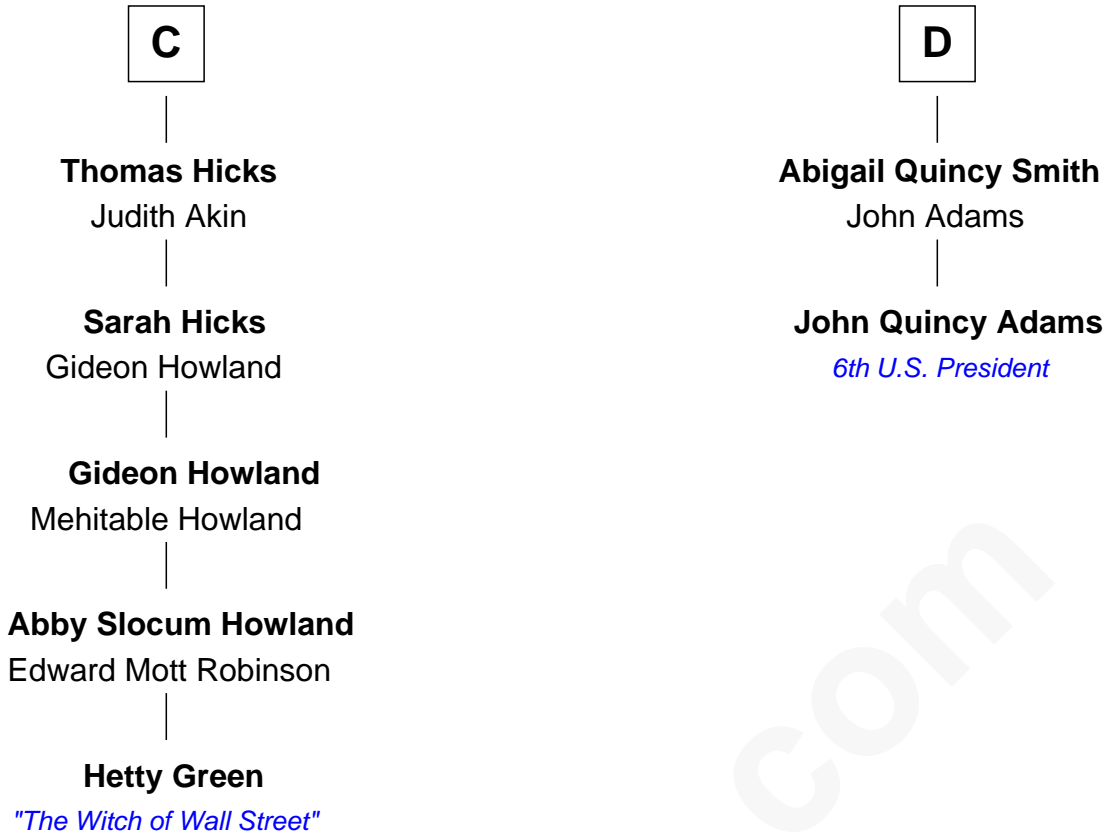 C
Thomas Hicks
Judith Akin
Sarah Hicks
Gideon Howland
Gideon Howland
Mehitable Howland
Abby Slocum Howland
Edward Mott Robinson
Hetty Green
"The Witch of Wall Street"
D
Abigail Quincy Smith
John Adams
John Quincy Adams
6th U.S. President
com